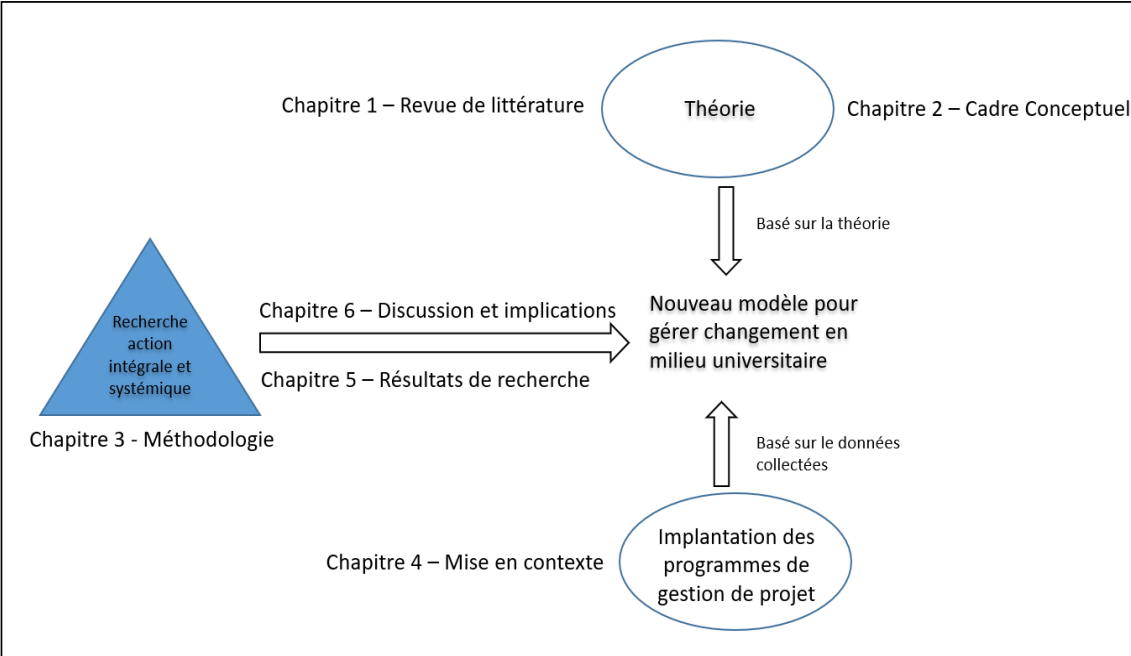 Chapitre 1 – Revue de littérature
Théorie
Chapitre 2 – Cadre Conceptuel
Basé sur la théorie
Recherche
action
intégrale et
systémique
Chapitre 3 - Méthodologie
Chapitre 6 – Discussion et implications
Chapitre 5 – Résultats de recherche
Nouveau modèle pour
gérer changement en
milieu universitaire
Basé sur le données
collectées
Chapitre 4 – Mise en contexte
Implantation des
programmes de
gestion de projet